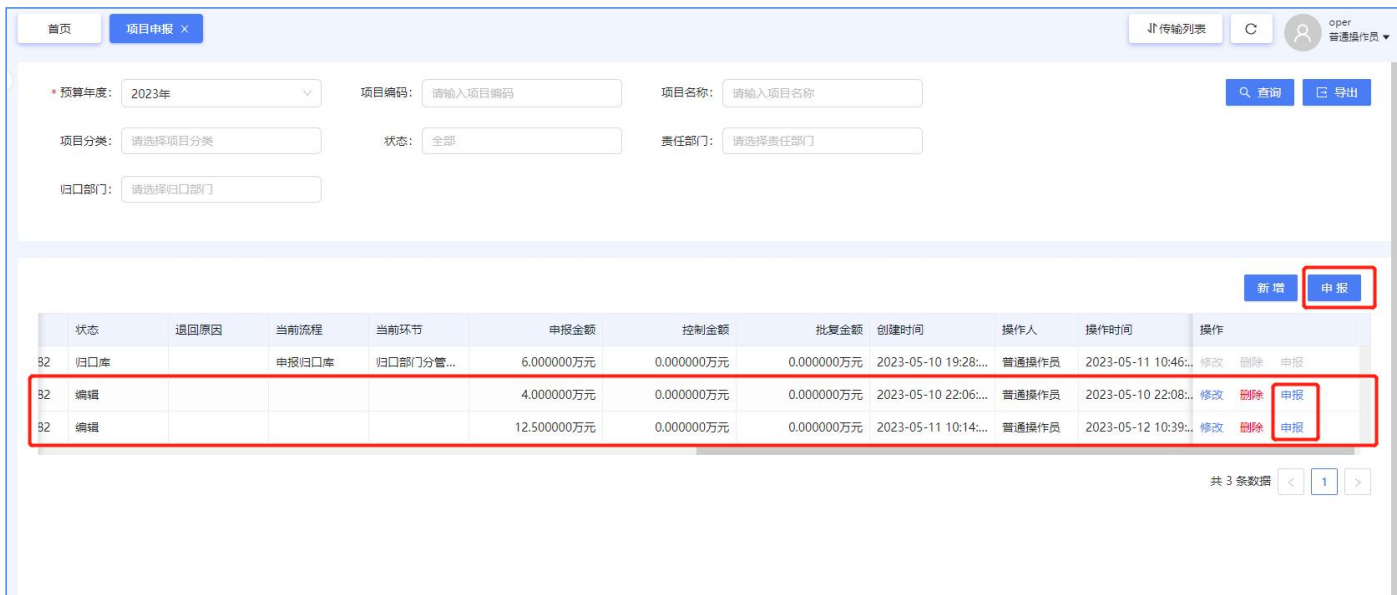 首页 项目申报 × 传输列表 C oper
普通操作员
* 预算年度： 2023年 项目编码： 请输入项目编码 项目名称： 请输入项目名称 查询 导出
项目分类： 请选择项目分类 状态： 全部 责任部门： 请选择责任部门
归口部门： 请选择归口部门
新增 申报
状态 退回原因 当前流程 当前环节 申报金额 控制金额 批复金额 创建时间 操作人 操作时间 操作
82 归口库 申报归口库 归口部门分管... 6.000000万元 0.000000万元 0.000000万元 2023-05-10 19:28:... 普通操作员 2023-05-11 10:46:... 修改 删除 申报
82 编辑 4.000000万元 0.000000万元 0.000000万元 2023-05-10 22:06:... 普通操作员 2023-05-10 22:08:... 修改 删除 申报
82 编辑 12.500000万元 0.000000万元 0.000000万元 2023-05-11 10:14:... 普通操作员 2023-05-12 10:39:... 修改 删除 申报
共 3 条数据 < 1 >